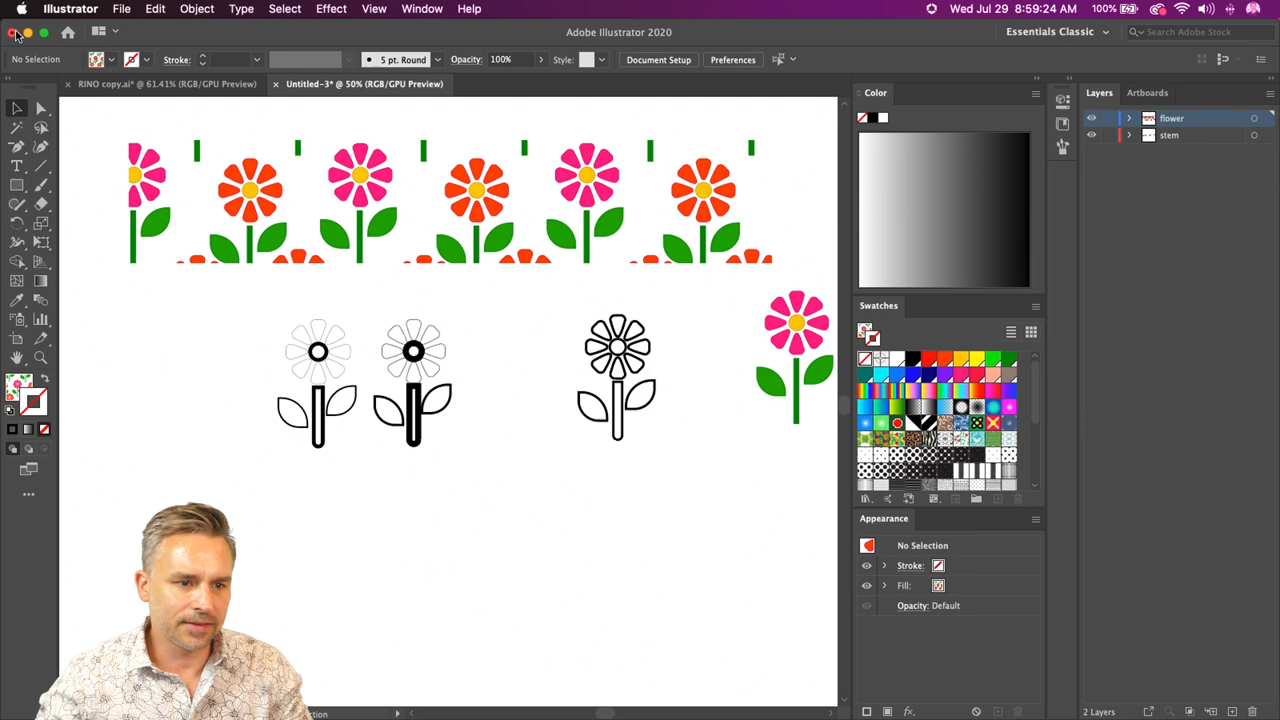 Illustrator File Edit Object Type Select Effect View Window Help 100% Wed Jul 29 8:59:24 AM
Adobe Illustrator 2020 Essentials Classic Search Adobe Stock
No Selection Stroke: 5 pt. Round Opacity: 100% Style: Document Setup Preferences
× RINO copy.ai* @ 61.41% (RGB/GPU Preview) × Untitled-3* @ 50% (RGB/GPU Preview)
Color
Layers Artboards
flower
stem
Swatches
Appearance
No Selection
Stroke:
Fill:
Opacity: Default
fx
2 Layers